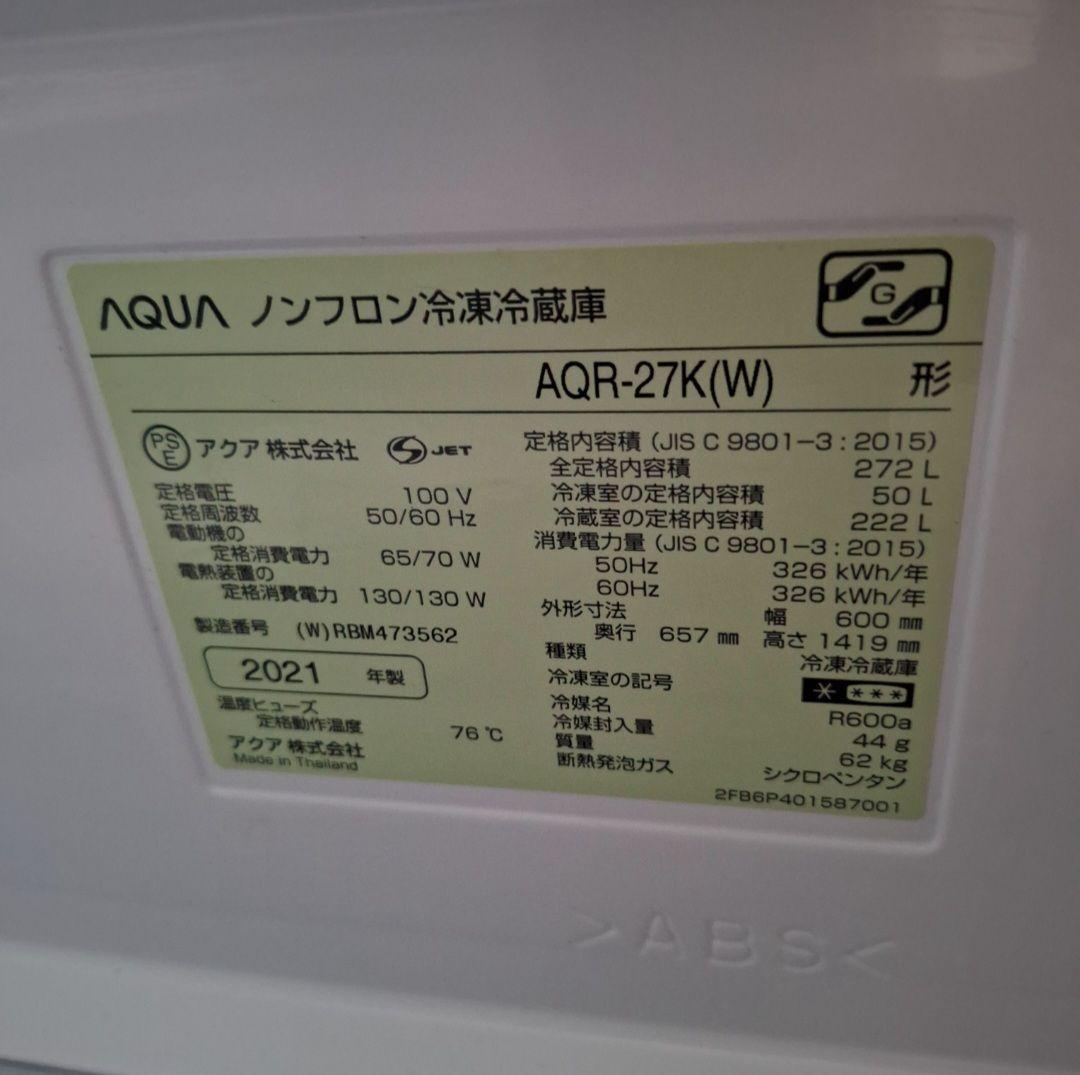 AQUA ノンフロン冷凍冷蔵庫
G
AQR-27K(W) 形
PSE アクア 株式会社 JET
定格電圧 100 V
定格周波数 50/60 Hz
電動機の
定格消費電力 65/70 W
電熱装置の
定格消費電力 130/130 W
製造番号 (W)RBM473562
2021 年製
温度ヒューズ
定格動作温度 76 ℃
アクア 株式会社
Made in Thailand
定格内容積 (JIS C 9801-3 : 2015)
全定格内容積 272 L
冷凍室の定格内容積 50 L
冷蔵室の定格内容積 222 L
消費電力量 (JIS C 9801-3 : 2015)
50Hz 326 kWh/年
60Hz 326 kWh/年
外形寸法 幅 600 ㎜
奥行 657 ㎜ 高さ 1419 ㎜
種類 冷凍冷蔵庫
冷凍室の記号 * ***
冷媒名 R600a
冷媒封入量 44 g
質量 62 kg
断熱発泡ガス シクロペンタン
2FB6P401587001
>ABS<